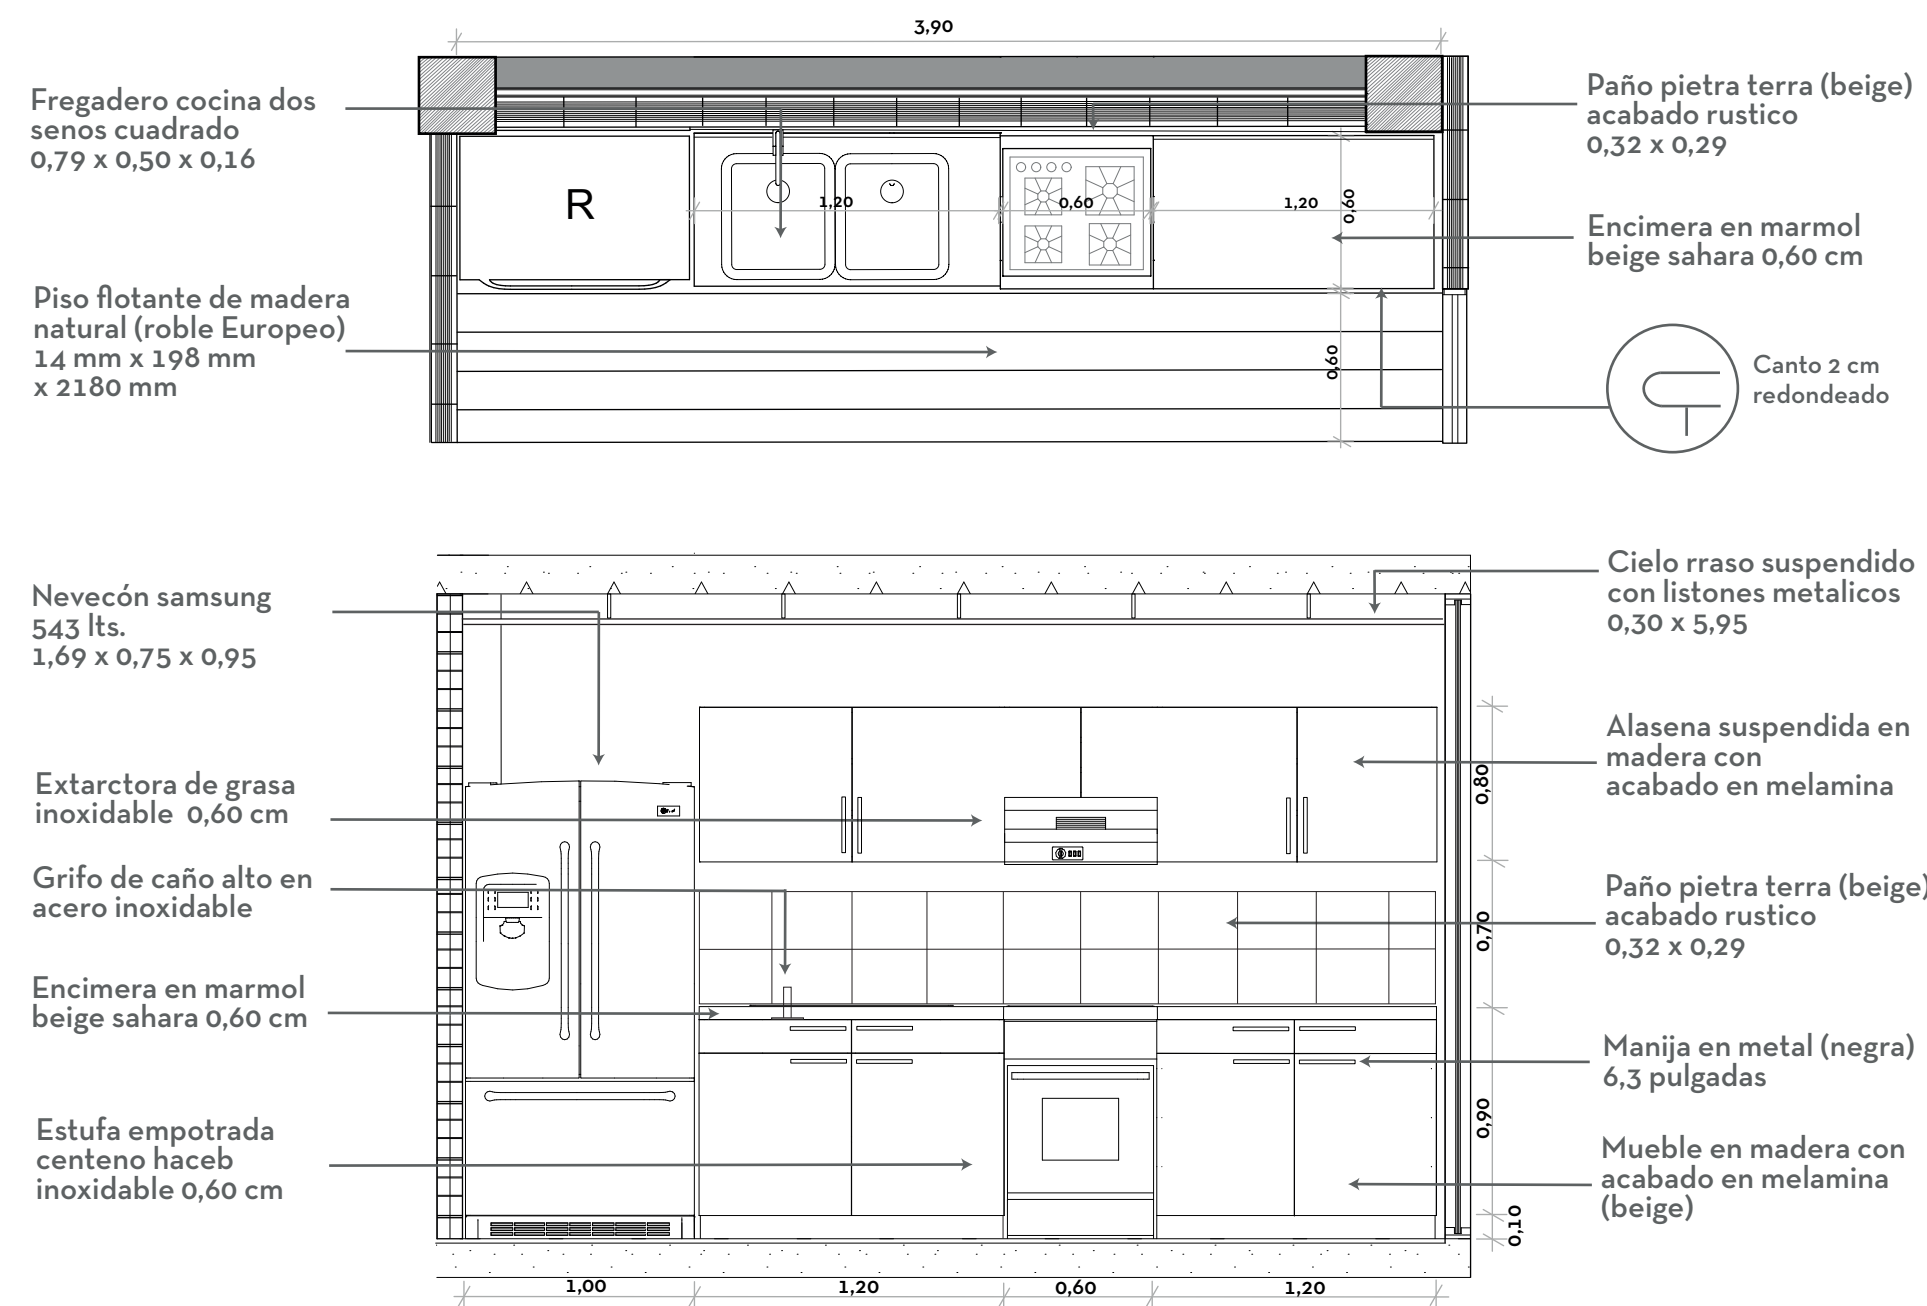 3,90
Fregadero cocina dos
senos cuadrado
0,79 x 0,50 x 0,16
Paño pietra terra (beige)
acabado rustico
0,32 x 0,29
R
1,20
0,60
1,20
0,60
Encimera en marmol
beige sahara 0,60 cm
Piso flotante de madera
natural (roble Europeo)
14 mm x 198 mm
x 2180 mm
0,60
Canto 2 cm
redondeado
Nevecón samsung
543 lts.
1,69 x 0,75 x 0,95
Cielo rraso suspendido
con listones metalicos
0,30 x 5,95
Extarctora de grasa
inoxidable 0,60 cm
Alasena suspendida en
madera con
acabado en melamina
0,80
Grifo de caño alto en
acero inoxidable
Paño pietra terra (beige)
acabado rustico
0,32 x 0,29
0,70
Encimera en marmol
beige sahara 0,60 cm
Manija en metal (negra)
6,3 pulgadas
0,90
Estufa empotrada
centeno haceb
inoxidable 0,60 cm
Mueble en madera con
acabado en melamina
(beige)
0,10
1,00
1,20
0,60
1,20